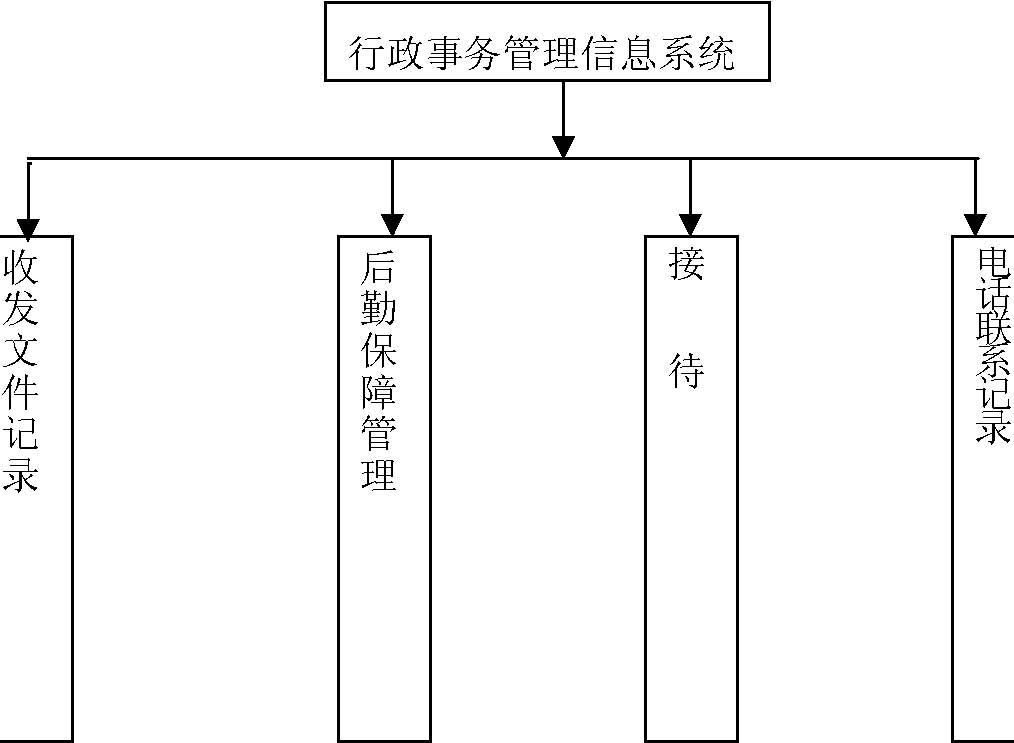 行政事务管理信息系统
收发文件记录
后勤保障管理
接待
电话联系记录